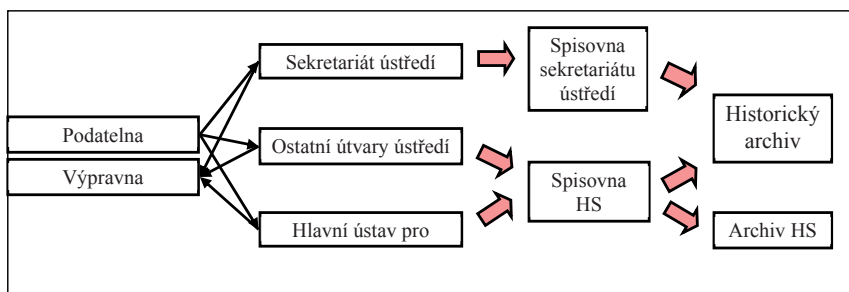 Podatelna
Výpravna
Sekretariát ústředí
Ostatní útvary ústředí
Hlavní ústav pro
Spisovna
sekretariátu
ústředí
Spisovna
HS
Historický
archiv
Archiv HS